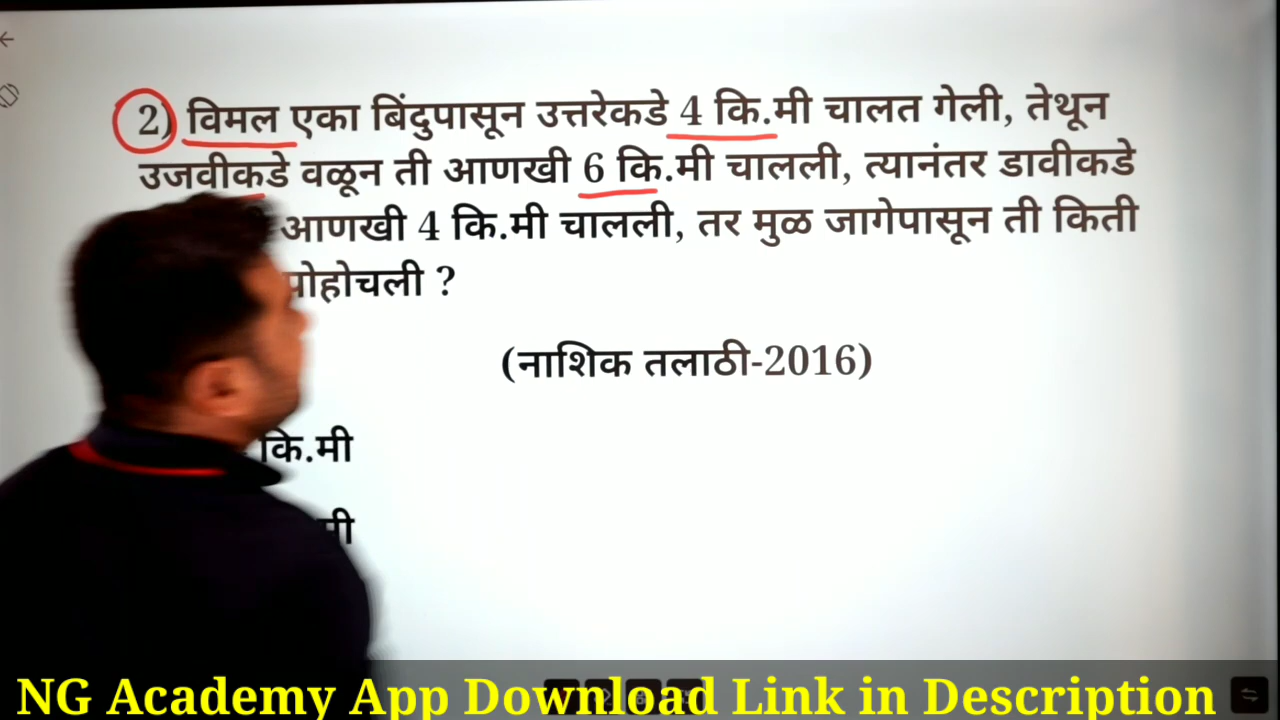 2) विमल एका बिंदुपासून उत्तरेकडे 4 कि.मी चालत गेली, तेथून
उजवीकडे वळून ती आणखी 6 कि.मी चालली, त्यानंतर डावीकडे
आणखी 4 कि.मी चालली, तर मुळ जागेपासून ती किती
पोहोचली ?
(नाशिक तलाठी-2016)
कि.मी
मी
NG Academy App Download Link in Description